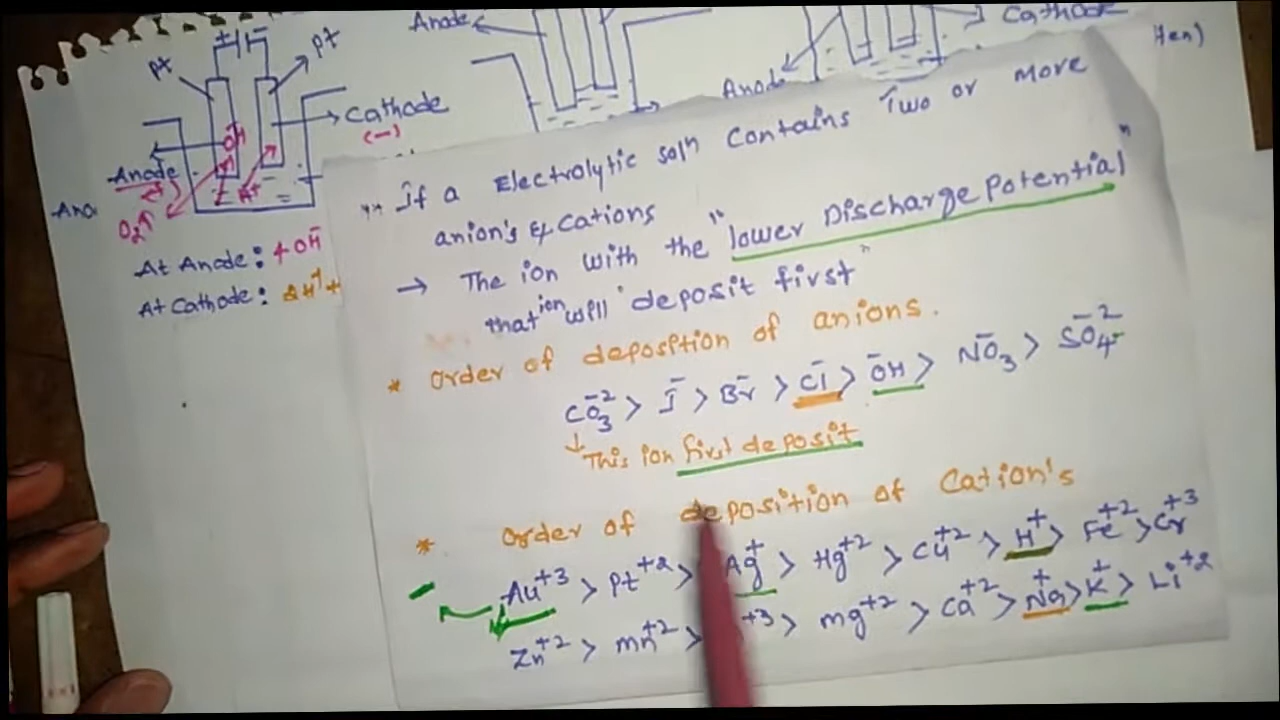 Anode
Cathode
pt
pt
Cathode
(-)
Anode
OH
Anode
O₂↑
At Anode: 4OH⁻
At Cathode: 2H⁺+
"If a Electrolytic solⁿ contains Two or more
anion's & cations
→ The ion with the "lower Discharge potential"
that ion will "deposit first"
* order of deposition of anions.
CO₃⁻² > I⁻ > Br⁻ > Cl⁻ > OH⁻ > NO₃⁻ > SO₄⁻²
↓ This ion first deposit
* order of deposition of Cation's
Au⁺³ > Pt⁺² > Ag⁺ > Hg⁺² > Cu⁺² > H⁺ > Fe⁺² > Cr⁺³
Zn⁺² > mn⁺² > ⁺³ > mg⁺² > Ca⁺² > Na⁺ > K⁺ > Li⁺²